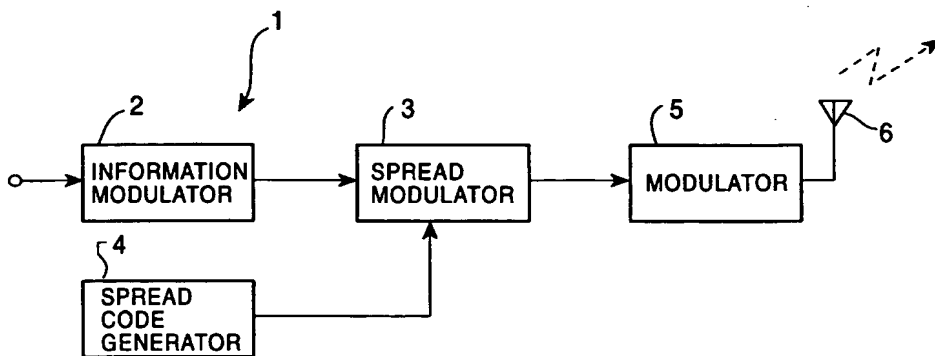 1
2
3
5
6
INFORMATION
MODULATOR
SPREAD
MODULATOR
MODULATOR
4
SPREAD
CODE
GENERATOR